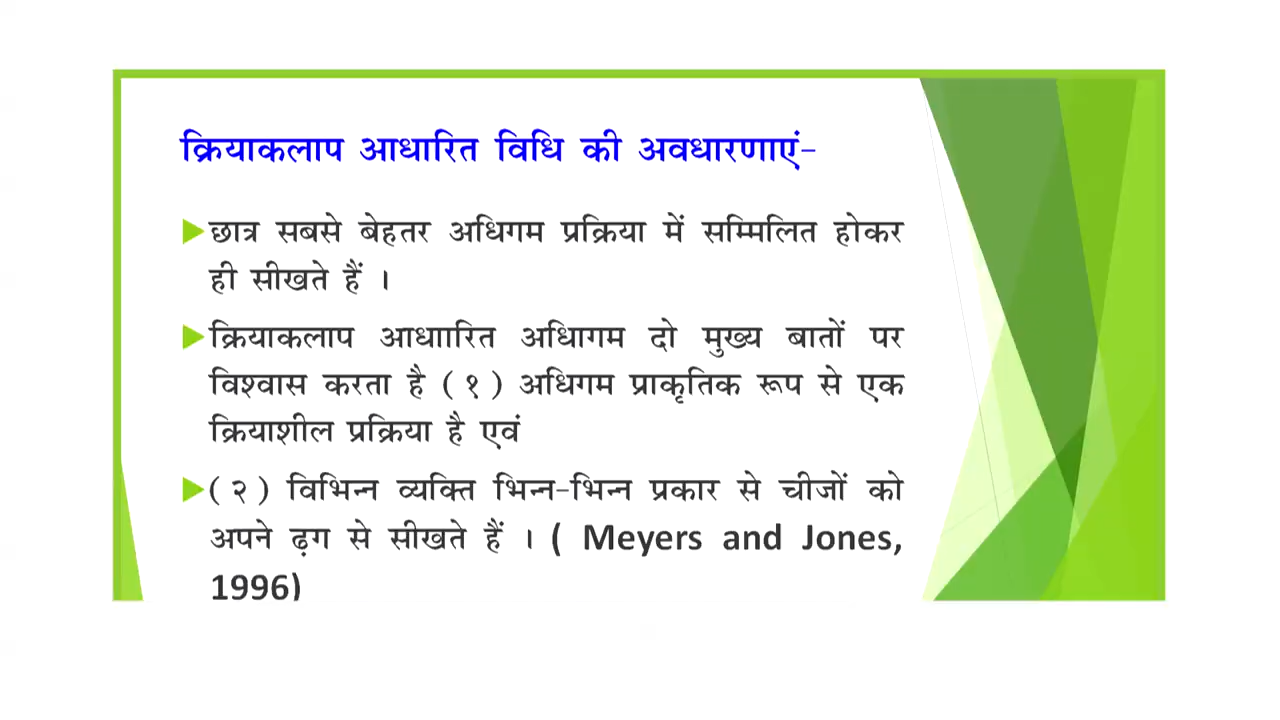 क्रियाकलाप आधारित विधि की अवधारणाएं-
छात्र सबसे बेहतर अधिगम प्रक्रिया में सम्मिलित होकर
ही सीखते हैं ।
क्रियाकलाप आधाारित अधिागम दो मुख्य बातों पर
विश्वास करता है (१) अधिगम प्राकृतिक रूप से एक
क्रियाशील प्रक्रिया है एवं
(२) विभिन्न व्यक्ति भिन्न-भिन्न प्रकार से चीजों को
अपने ढ़ग से सीखते हैं । ( Meyers and Jones,
1996)